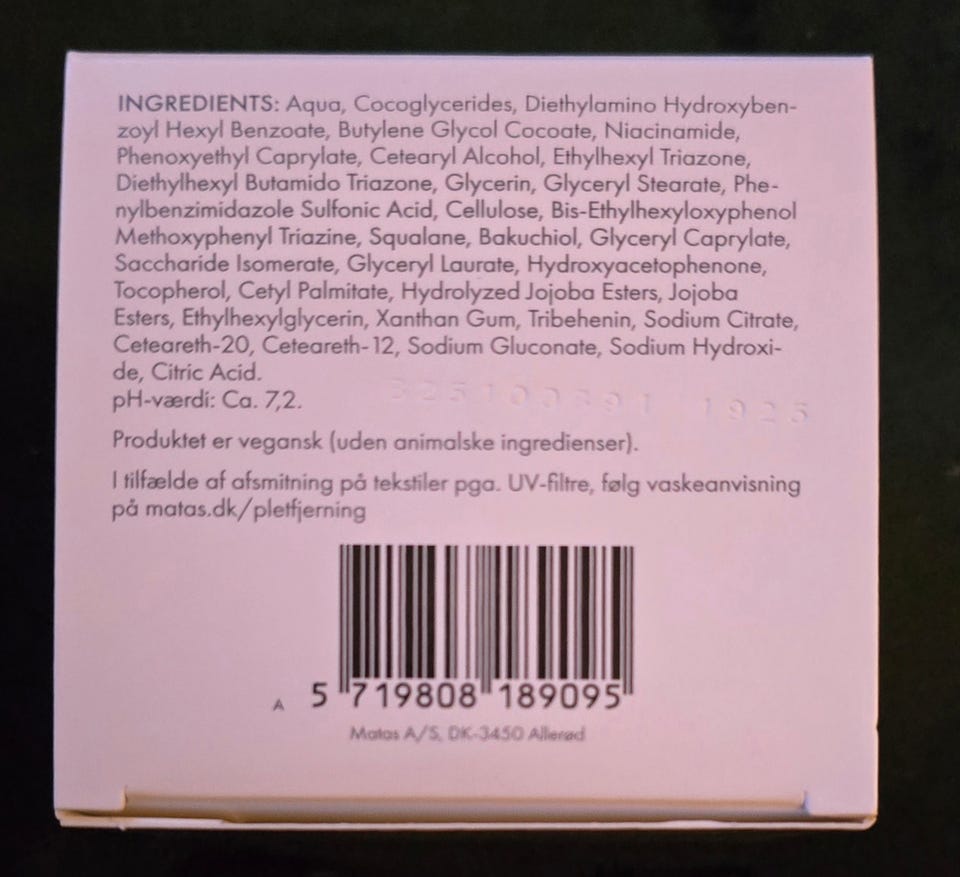 INGREDIENTS: Aqua, Cocoglycerides, Diethylamino Hydroxyben-
zoyl Hexyl Benzoate, Butylene Glycol Cocoate, Niacinamide,
Phenoxyethyl Caprylate, Cetearyl Alcohol, Ethylhexyl Triazone,
Diethylhexyl Butamido Triazone, Glycerin, Glyceryl Stearate, Phe-
nylbenzimidazole Sulfonic Acid, Cellulose, Bis-Ethylhexyloxyphenol
Methoxyphenyl Triazine, Squalane, Bakuchiol, Glyceryl Caprylate,
Saccharide Isomerate, Glyceryl Laurate, Hydroxyacetophenone,
Tocopherol, Cetyl Palmitate, Hydrolyzed Jojoba Esters, Jojoba
Esters, Ethylhexylglycerin, Xanthan Gum, Tribehenin, Sodium Citrate,
Ceteareth-20, Ceteareth-12, Sodium Gluconate, Sodium Hydroxi-
de, Citric Acid.
pH-værdi: Ca. 7,2.
1925
Produktet er vegansk (uden animalske ingredienser).
I tilfælde af afsmitning på tekstiler pga. UV-filtre, følg vaskeanvisning
på matas.dk/pletfjerning
A 5 719808 189095
Matas A/S, DK-3450 Allerød